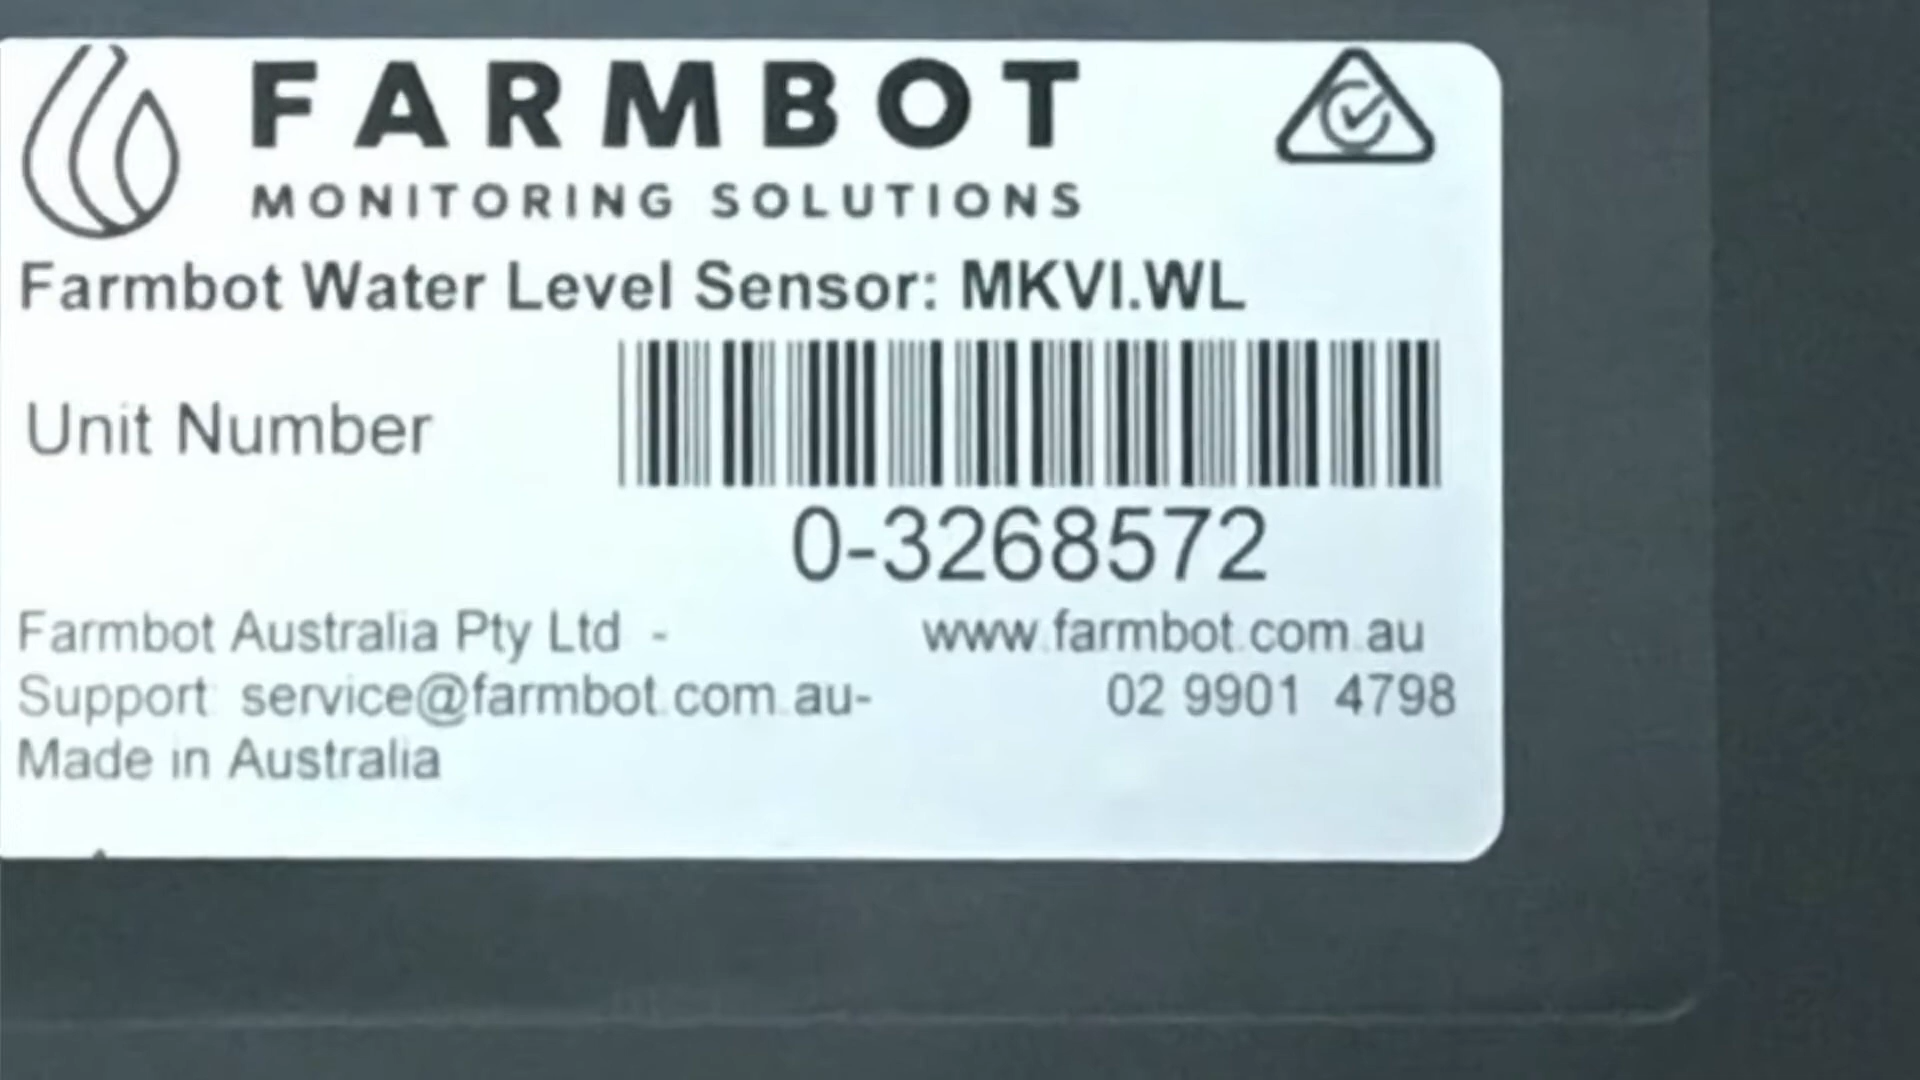 FARMBOT
MONITORING SOLUTIONS
Farmbot Water Level Sensor: MKVI.WL
Unit Number
0-3268572
Farmbot Australia Pty Ltd - www.farmbot.com.au
Support service@farmbot.com.au- 02 9901 4798
Made in Australia